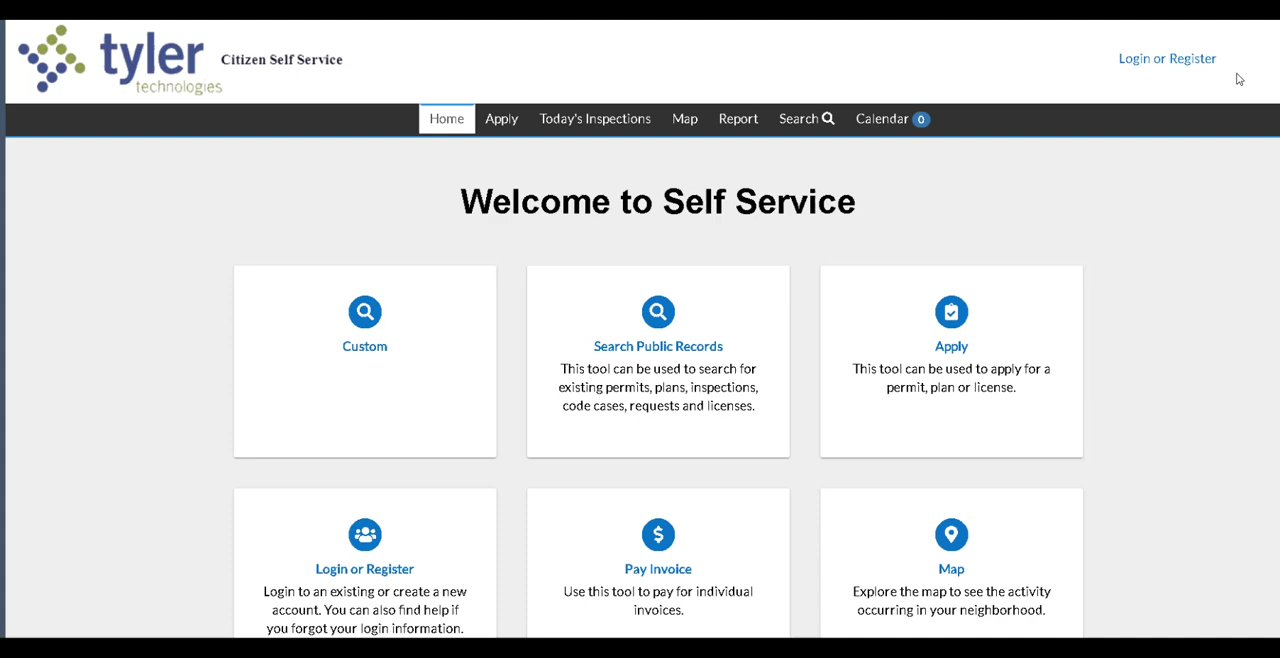 tyler
technologies
Citizen Self Service
Login or Register
Home Apply Today's Inspections Map Report Search Calendar 0
Welcome to Self Service
Custom
Search Public Records
This tool can be used to search for
existing permits, plans, inspections,
code cases, requests and licenses.
Apply
This tool can be used to apply for a
permit, plan or license.
Login or Register
Login to an existing or create a new
account. You can also find help if
you forgot your login information.
Pay Invoice
Use this tool to pay for individual
invoices.
Map
Explore the map to see the activity
occurring in your neighborhood.